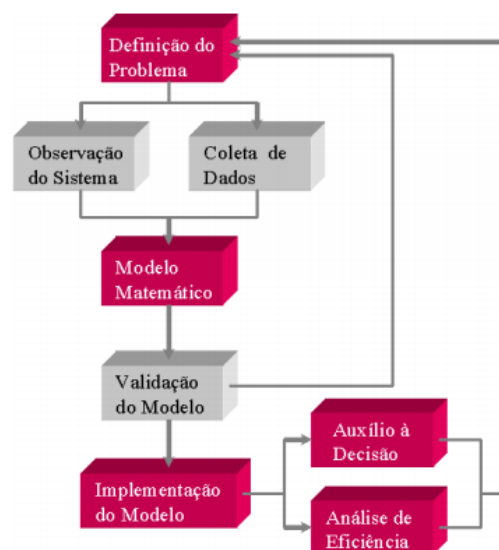 Definição do
Problema
Observação
do Sistema
Coleta de
Dados
Modelo
Matemático
Validação
do Modelo
Implementação
do Modelo
Auxílio à
Decisão
Análise de
Eficiência